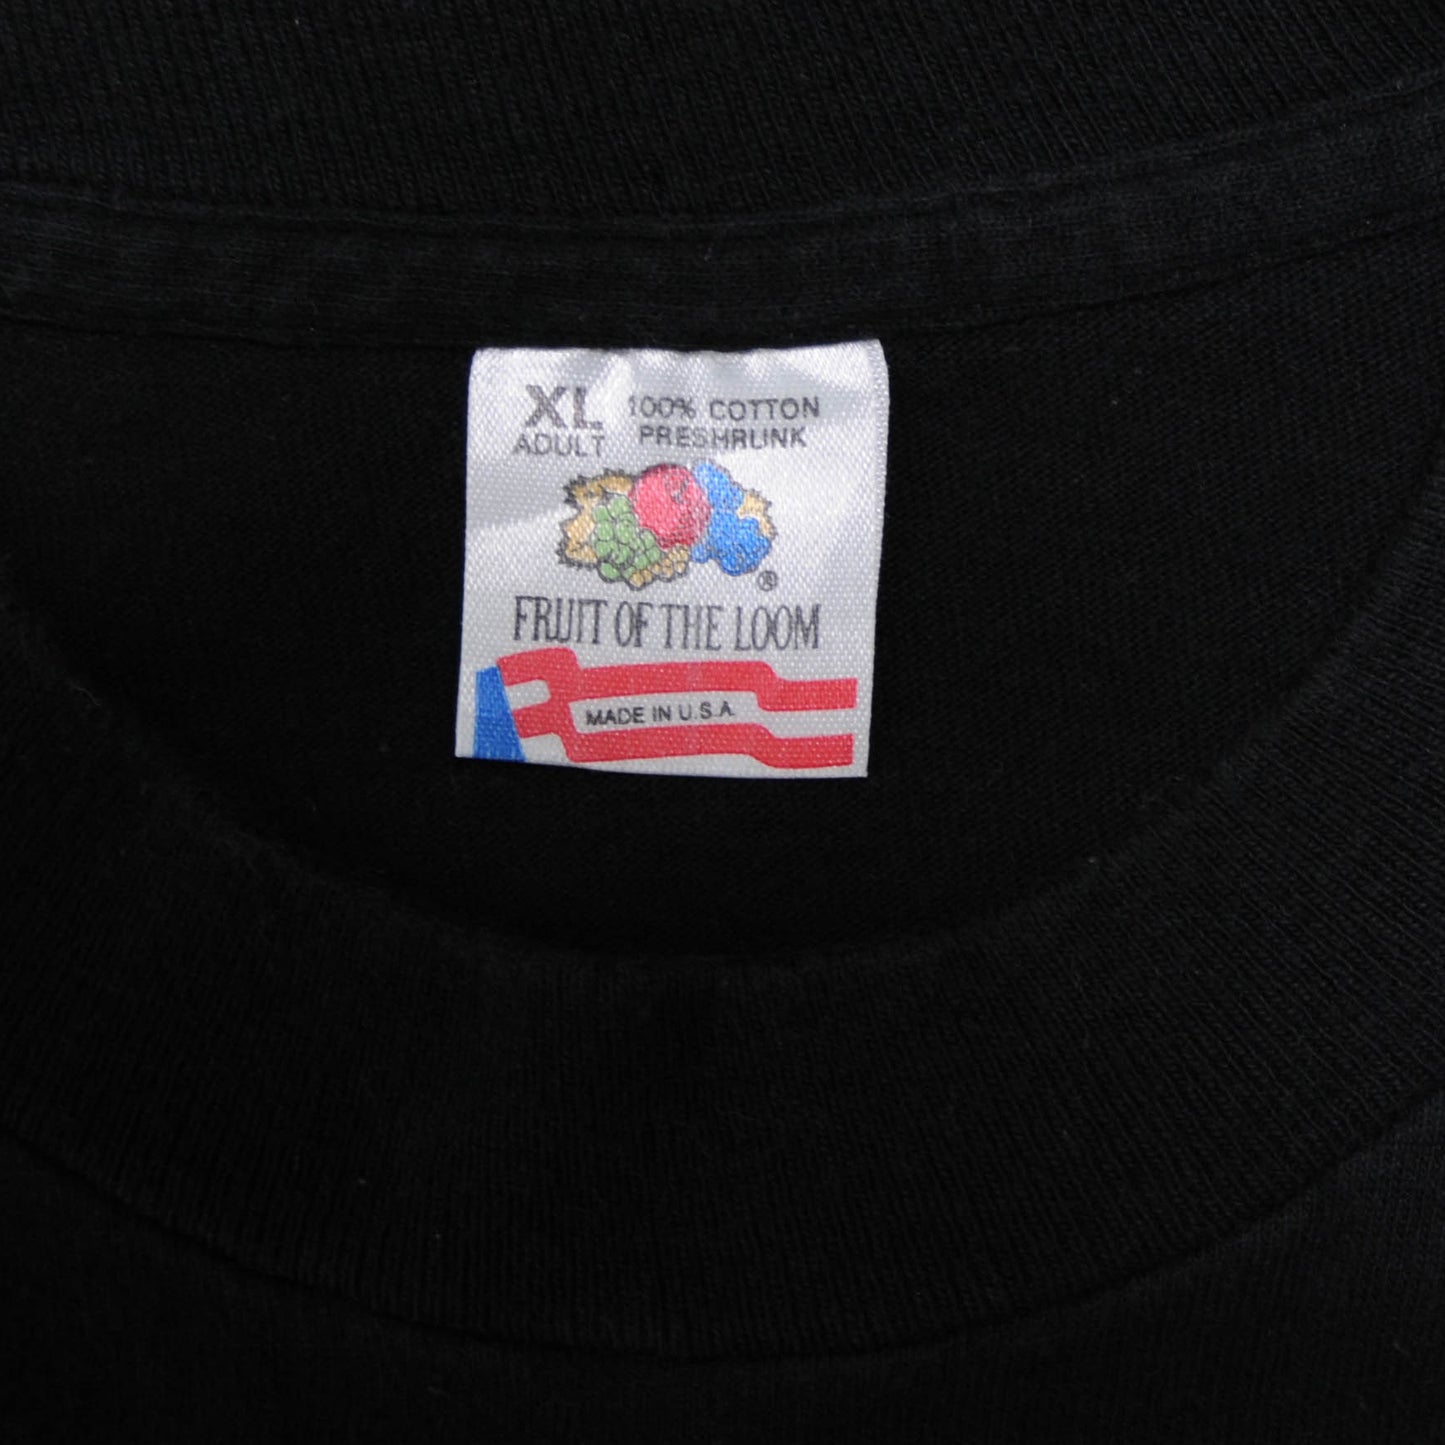 XL 100% COTTON
ADULT PRESHRUNK
®
FRUIT OF THE LOOM
MADE IN U.S.A.